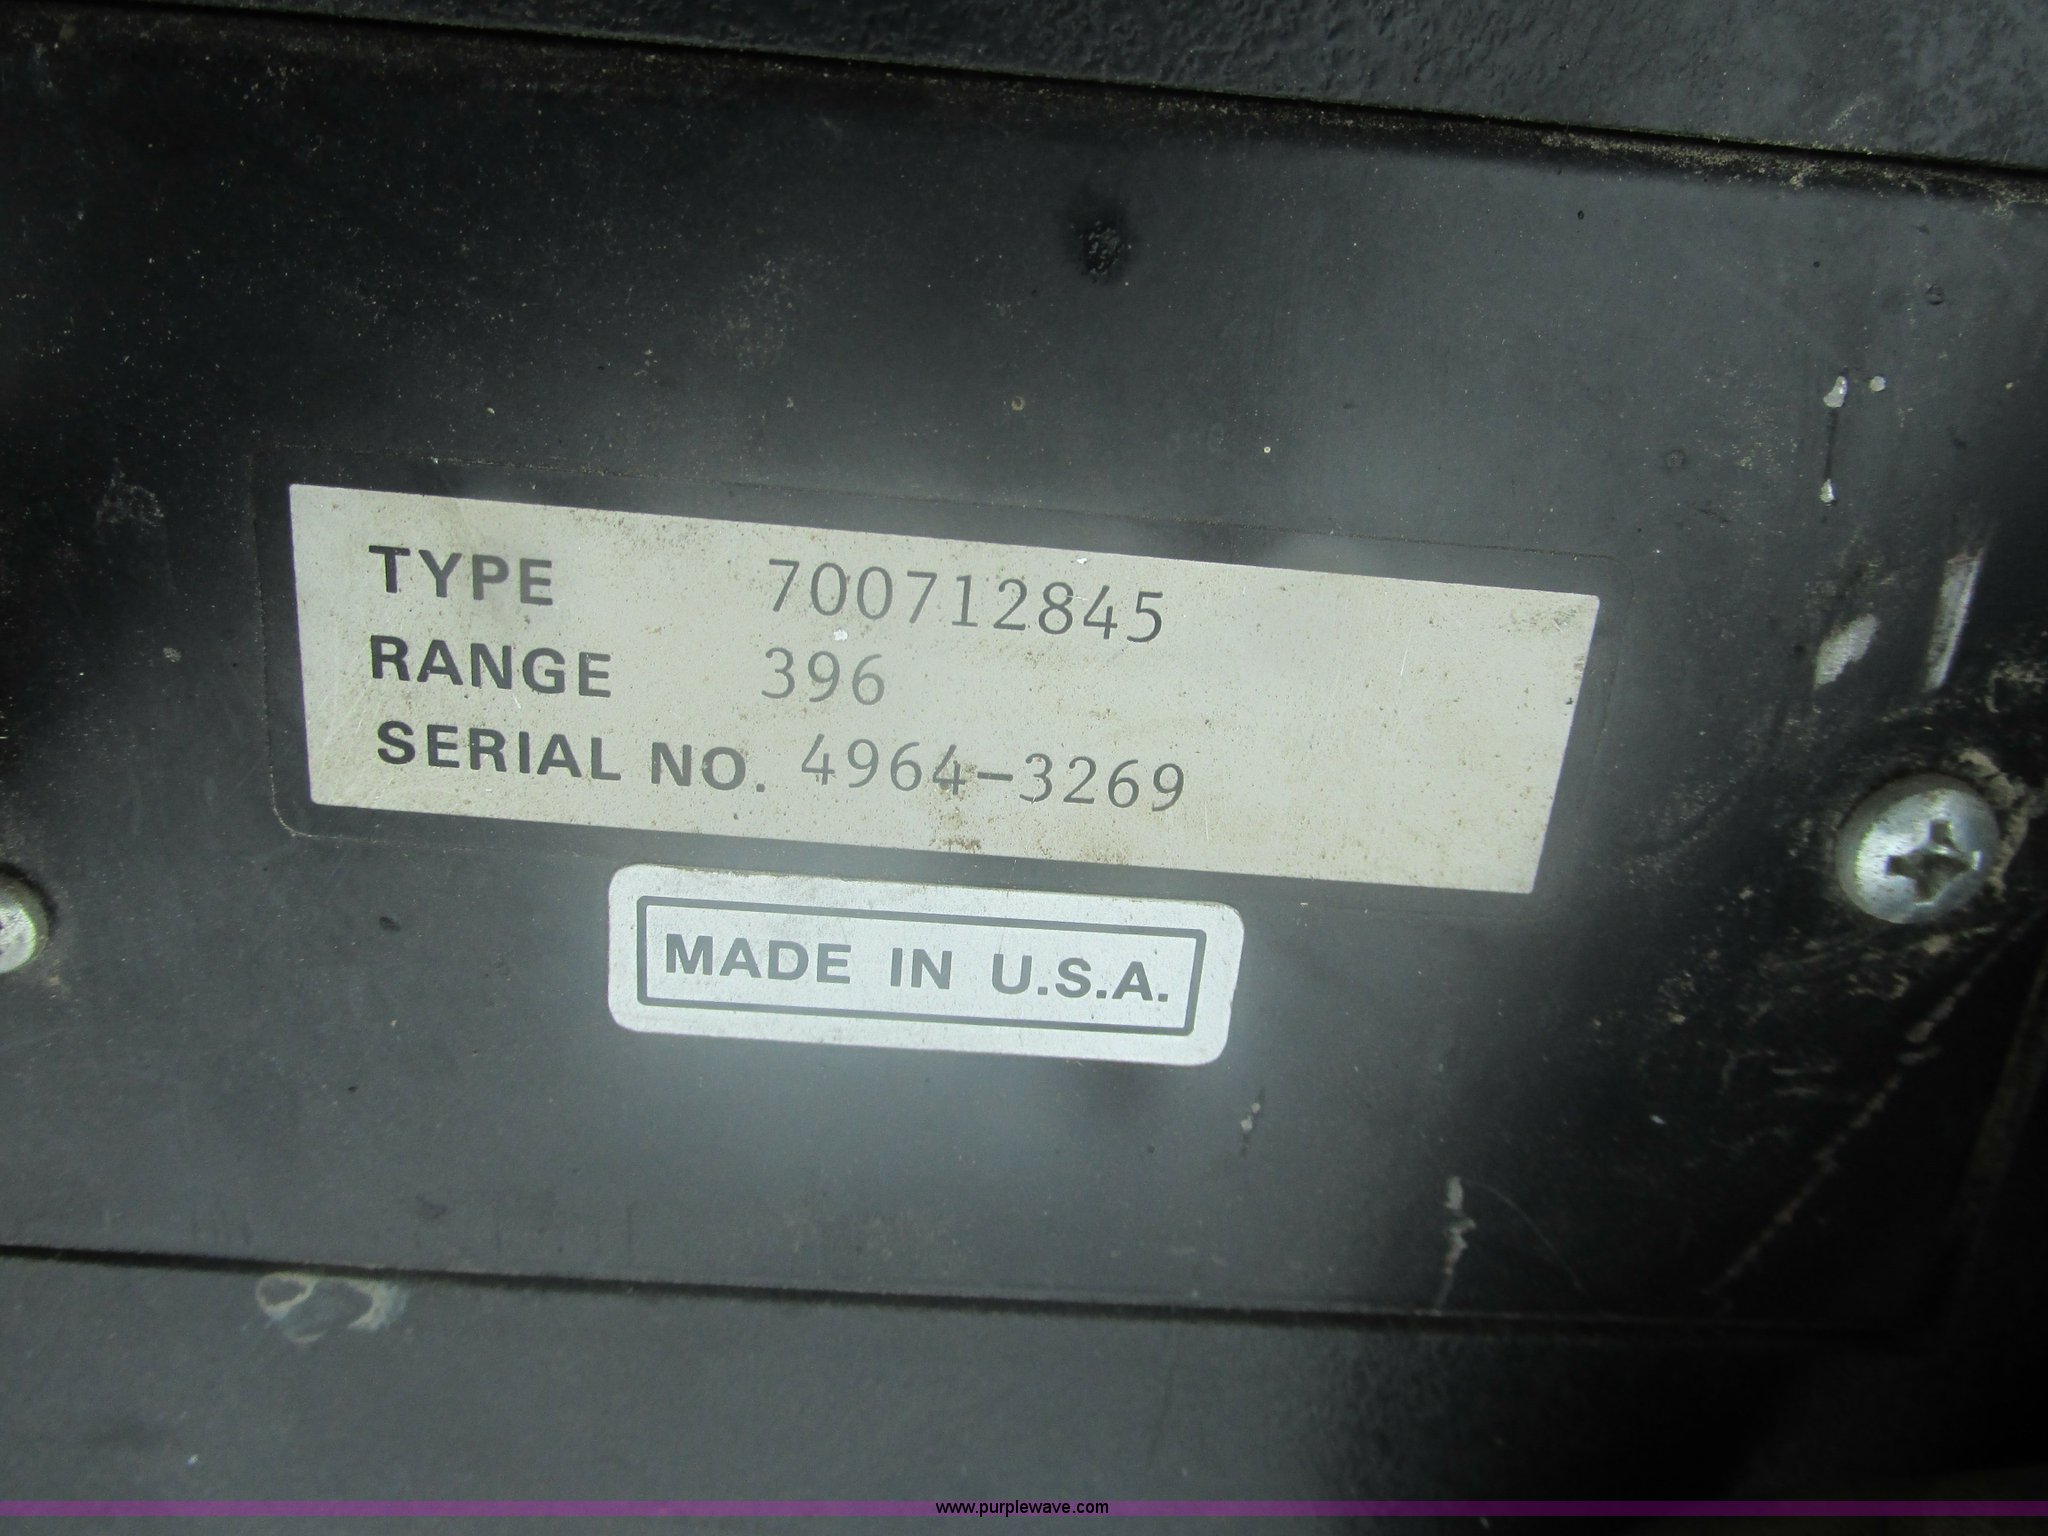 TYPE 700712845
RANGE 396
SERIAL NO. 4964-3269
MADE IN U.S.A.
www.purplewave.com